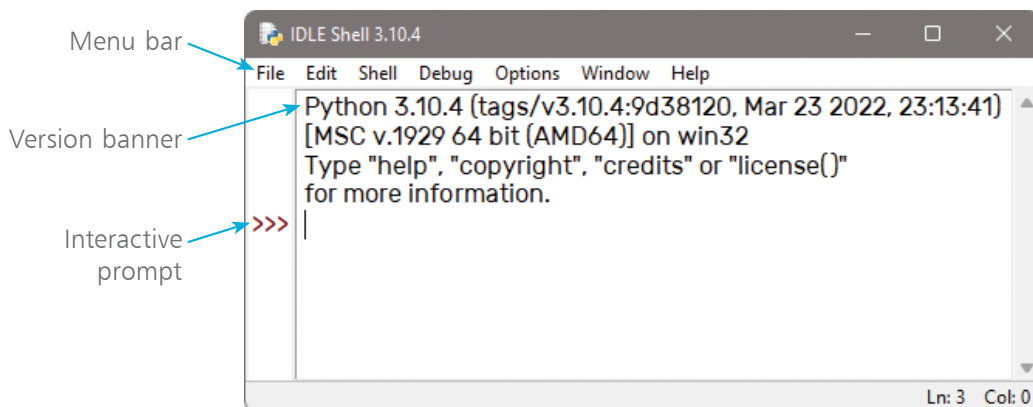 IDLE Shell 3.10.4
Menu bar
File Edit Shell Debug Options Window Help
Version banner
Python 3.10.4 (tags/v3.10.4:9d38120, Mar 23 2022, 23:13:41)
[MSC v.1929 64 bit (AMD64)] on win32
Type "help", "copyright", "credits" or "license()"
for more information.
Interactive
prompt
>>>
Ln: 3 Col: 0